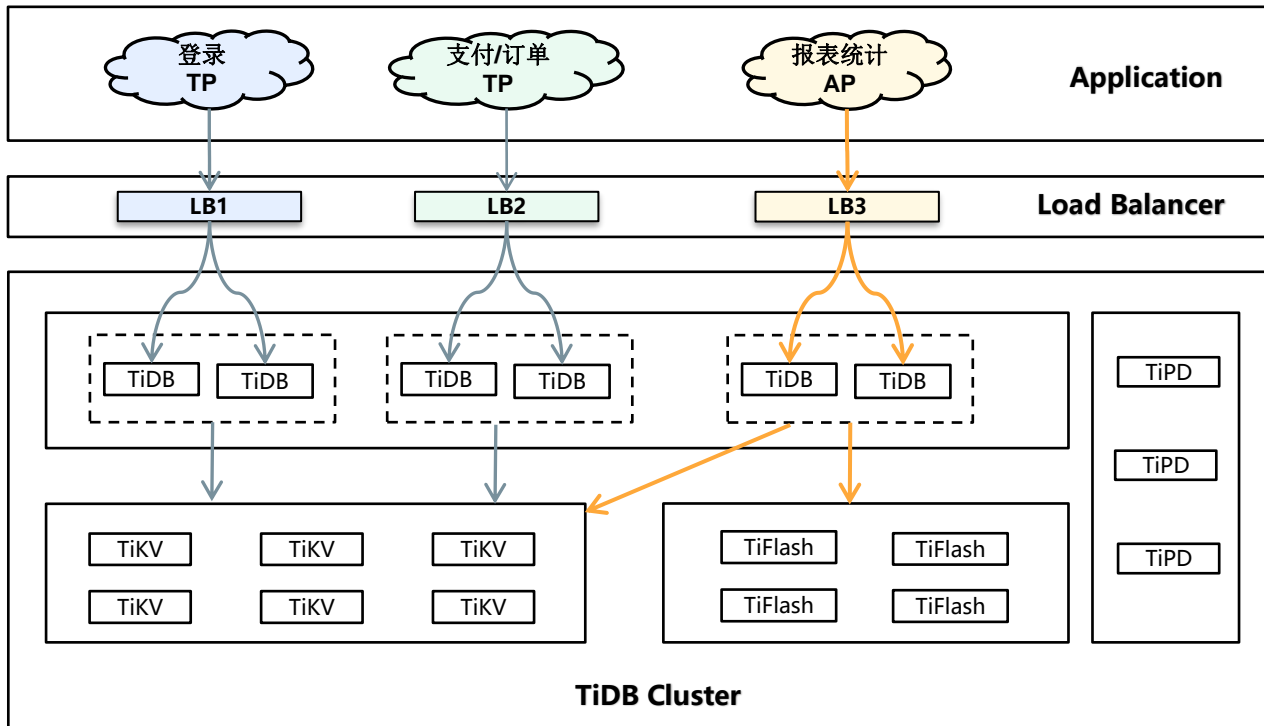 登录
TP
支付/订单
TP
报表统计
AP
Application
LB1
LB2
LB3
Load Balancer
TiDB
TiDB
TiDB
TiDB
TiDB
TiDB
TiPD
TiPD
TiPD
TiKV
TiKV
TiKV
TiKV
TiKV
TiKV
TiFlash
TiFlash
TiFlash
TiFlash
TiDB Cluster